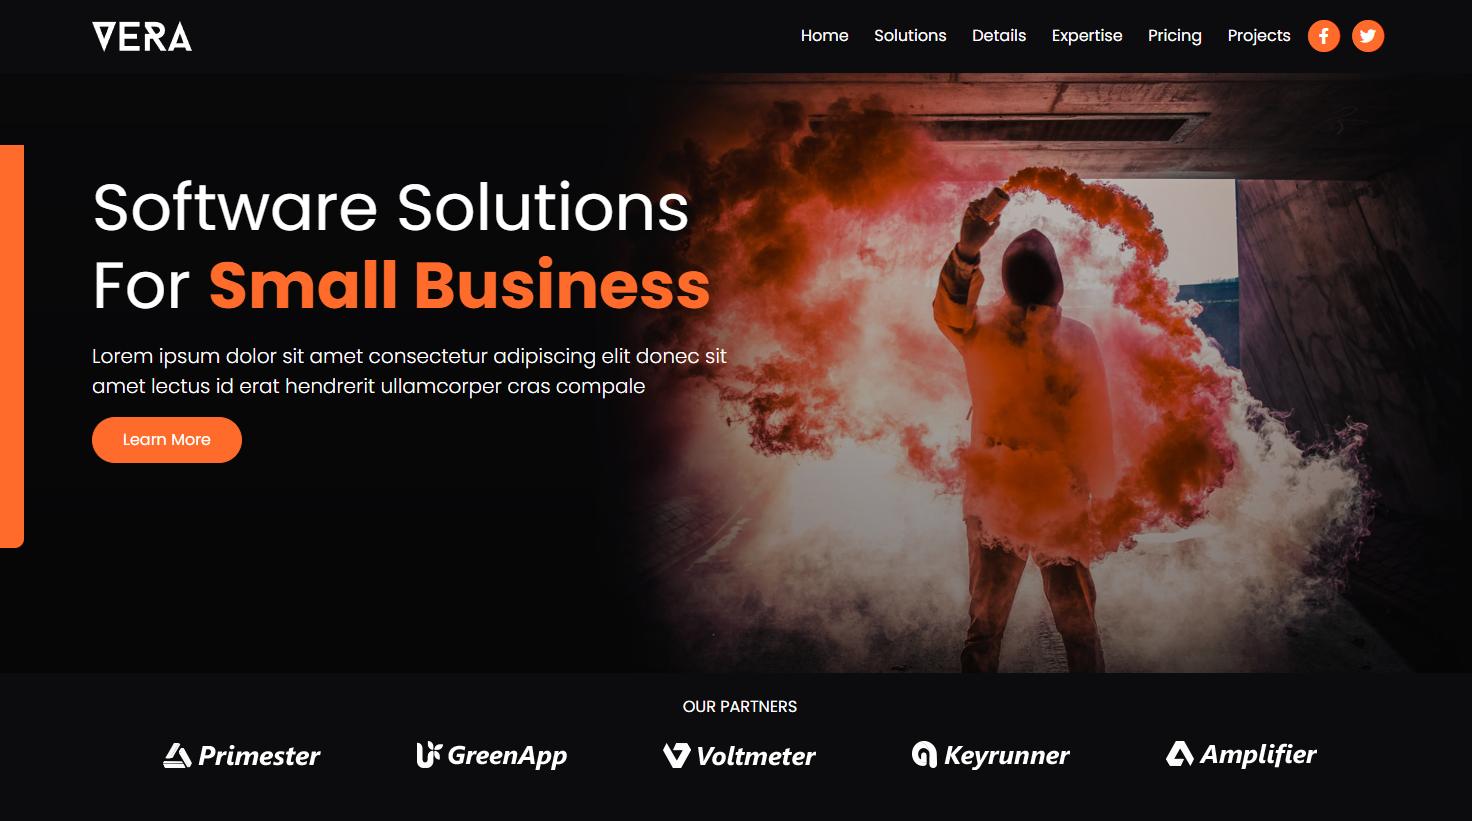 VERA
Home Solutions Details Expertise Pricing Projects
Software Solutions
For Small Business
Lorem ipsum dolor sit amet consectetur adipiscing elit donec sit
amet lectus id erat hendrerit ullamcorper cras compale
Learn More
OUR PARTNERS
Primester GreenApp Voltmeter Keyrunner Amplifier